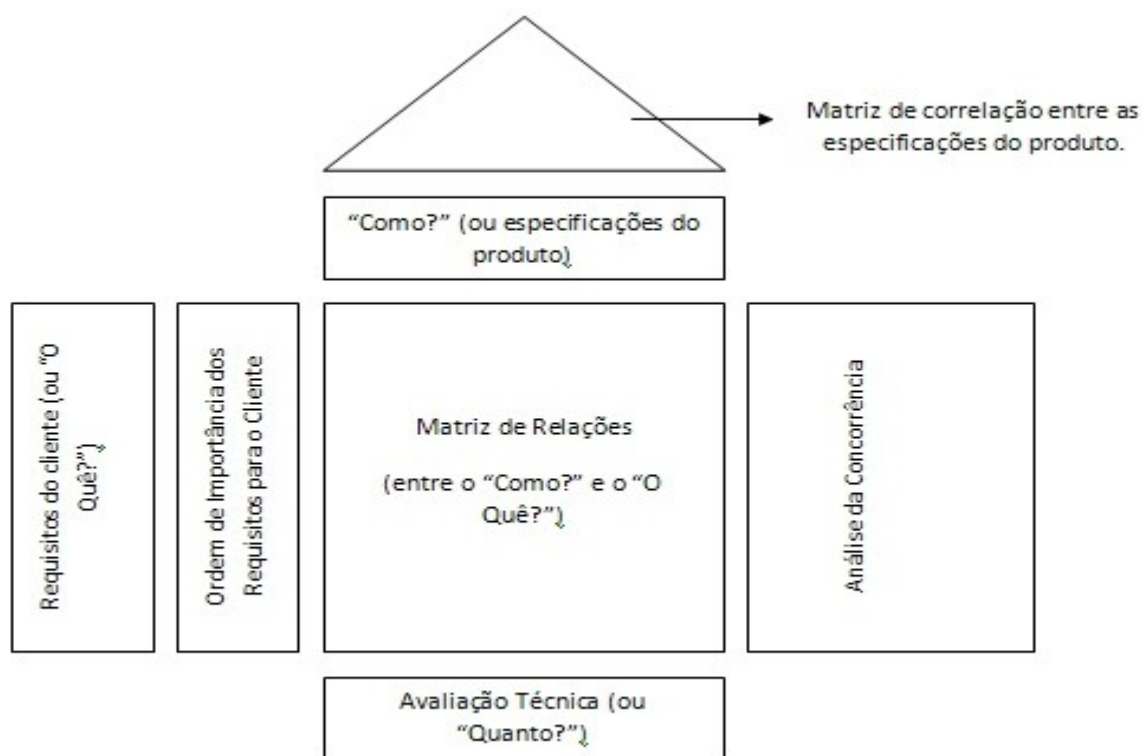 Matriz de correlação entre as
especificações do produto.
“Como?” (ou especificações do
produto)
Requisitos do cliente (ou “O
Quê?”)
Ordem de Importância dos
Requisitos para o Cliente
Matriz de Relações
(entre o “Como?” e o “O
Quê?”)
Análise da Concorrência
Avaliação Técnica (ou
“Quanto?”)